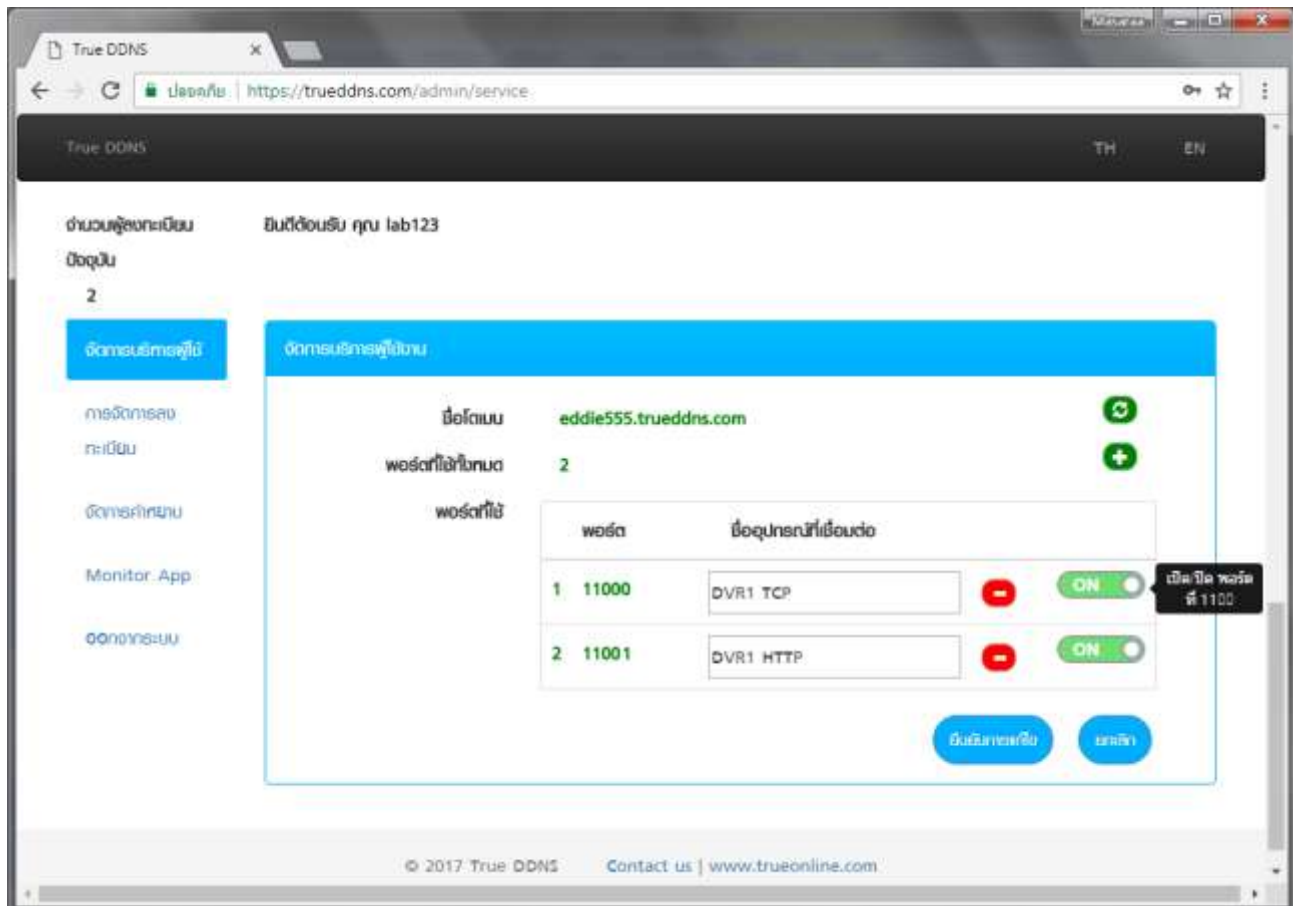 True DDNS
ปลอดภัย
https://trueddns.com/admin/service
True DDNS
TH
EN
จำนวนผู้ลงทะเบียน
ปัจจุบัน
2
ยินดีต้อนรับ คุณ lab123
จัดการบริการผู้ใช้
การจัดการลง
ทะเบียน
จัดการคำถาม
Monitor App
ออกจากระบบ
จัดการบริการผู้ใช้งาน
ชื่อโดเมน
eddie555.trueddns.com
พอร์ตที่ใช้ทั้งหมด
2
พอร์ตที่ใช้
พอร์ต
ชื่ออุปกรณ์ที่เชื่อมต่อ
1 11000 DVR1 TCP ON
เปิด/ปิด พอร์ต
ที่ 1100
2 11001 DVR1 HTTP ON
ยืนยันการแก้ไข
ยกเลิก
© 2017 True DDNS Contact us | www.trueonline.com